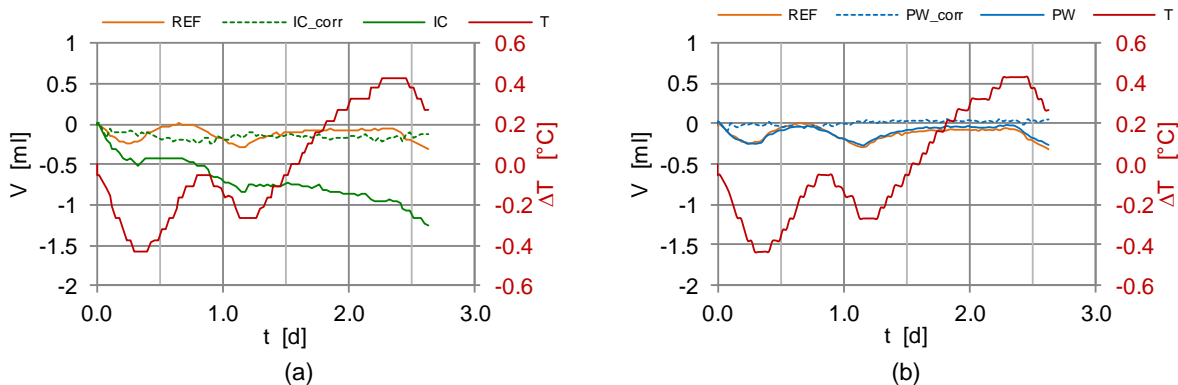 REF IC_corr IC T
1 0.6
0.5 0.4
0 0.2
-0.5 0.0
-1 -0.2
-1.5 -0.4
-2 -0.6
V [ml]
ΔT [°C]
0.0 1.0 2.0 3.0
t [d]
(a)
REF PW_corr PW T
1 0.6
0.5 0.4
0 0.2
-0.5 0.0
-1 -0.2
-1.5 -0.4
-2 -0.6
V [ml]
ΔT [°C]
0.0 1.0 2.0 3.0
t [d]
(b)